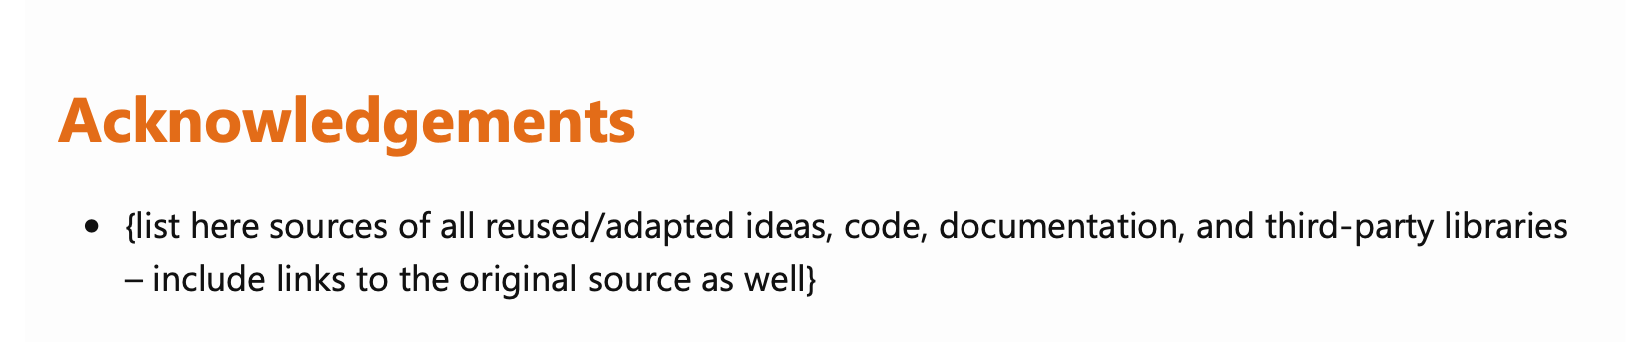 Acknowledgements
• {list here sources of all reused/adapted ideas, code, documentation, and third-party libraries
– include links to the original source as well}